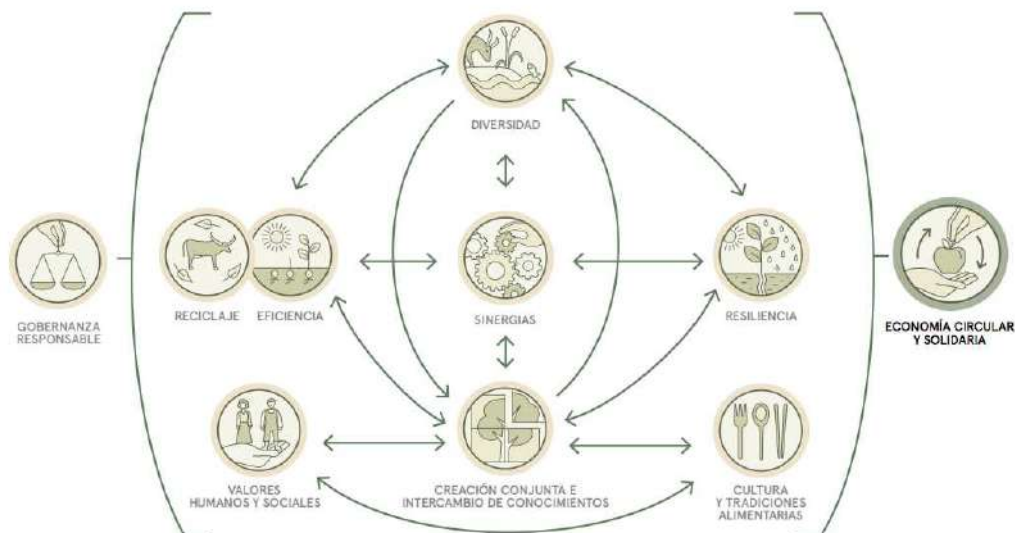 DIVERSIDAD
GOBERNANZA
RESPONSABLE
RECICLAJE
EFICIENCIA
SINERGIAS
RESILIENCIA
ECONOMÍA CIRCULAR
Y SOLIDARIA
VALORES
HUMANOS Y SOCIALES
CREACIÓN CONJUNTA E
INTERCAMBIO DE CONOCIMIENTOS
CULTURA
Y TRADICIONES
ALIMENTARIAS